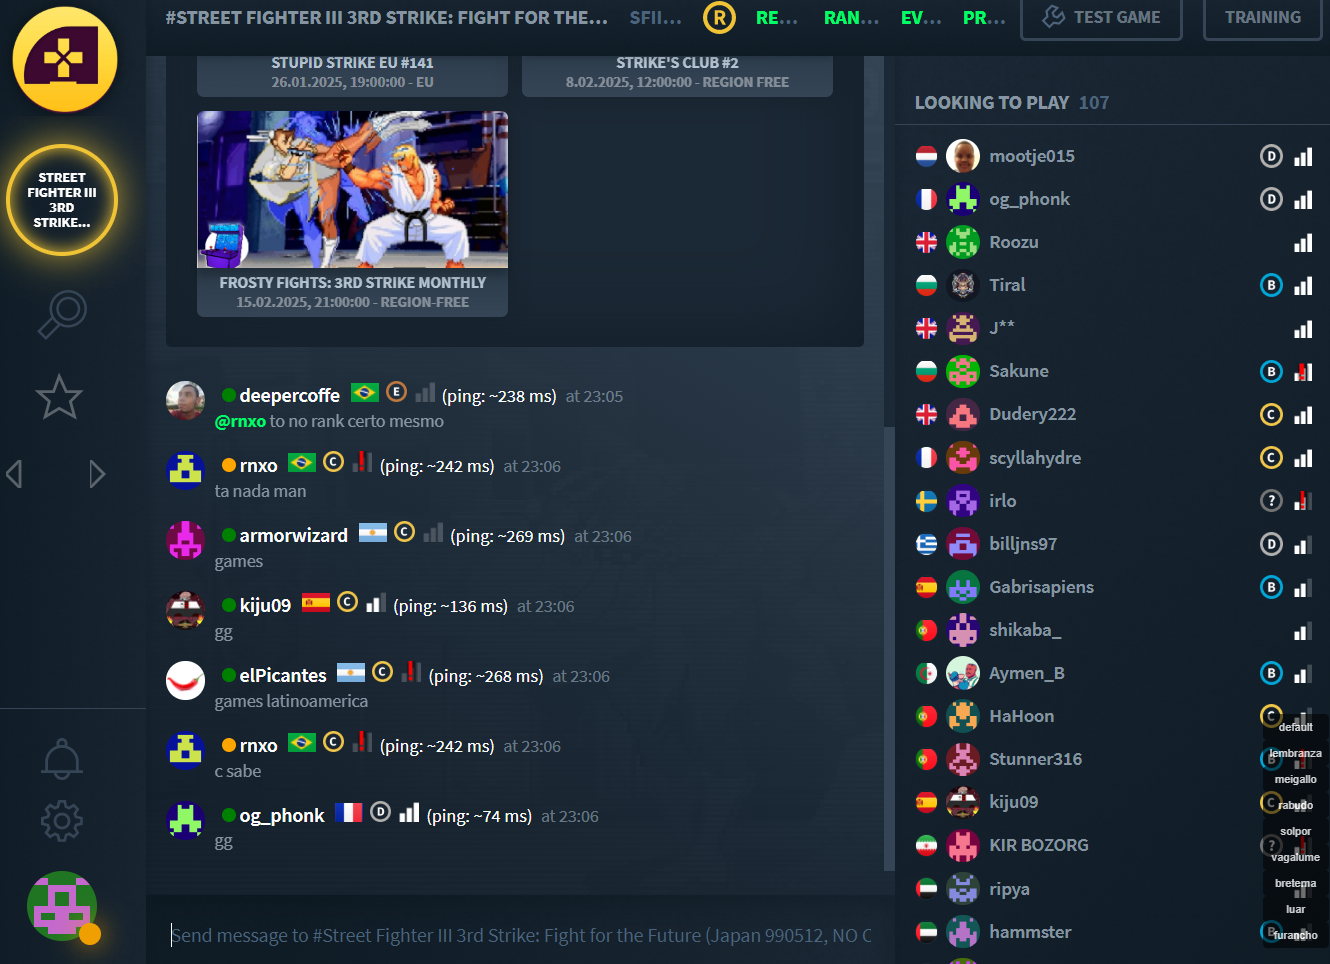 #STREET FIGHTER III 3RD STRIKE: FIGHT FOR THE...
SFII...
R
RE...
RAN...
EV...
PR...
TEST GAME
TRAINING
STREET
FIGHTER III
3RD
STRIKE...
STUPID STRIKE EU #141
26.01.2025, 19:00:00 - EU
STRIKE'S CLUB #2
8.02.2025, 12:00:00 - REGION FREE
FROSTY FIGHTS: 3RD STRIKE MONTHLY
15.02.2025, 21:00:00 - REGION-FREE
deepercoffe E (ping: ~238 ms) at 23:05
@rnxo to no rank certo mesmo
rnxo C (ping: ~242 ms) at 23:06
ta nada man
armorwizard C (ping: ~269 ms) at 23:06
games
kiju09 C (ping: ~136 ms) at 23:06
gg
elPicantes C (ping: ~268 ms) at 23:06
games latinoamerica
rnxo C (ping: ~242 ms) at 23:06
c sabe
og_phonk D (ping: ~74 ms) at 23:06
gg
Send message to #Street Fighter III 3rd Strike: Fight for the Future (Japan 990512, NO C
LOOKING TO PLAY 107
mootje015 D
og_phonk D
Roozu
Tiral B
J**
Sakune B
Dudery222 C
scyllahydre C
irlo ?
billjns97 D
Gabrisapiens B
shikaba_
Aymen_B B
HaHoon C
Stunner316 B
kiju09 C
KIR BOZORG ?
ripya
hammster B
default
lembranza
meigallo
rabudo
solpor
vagalume
bretema
luar
furancho